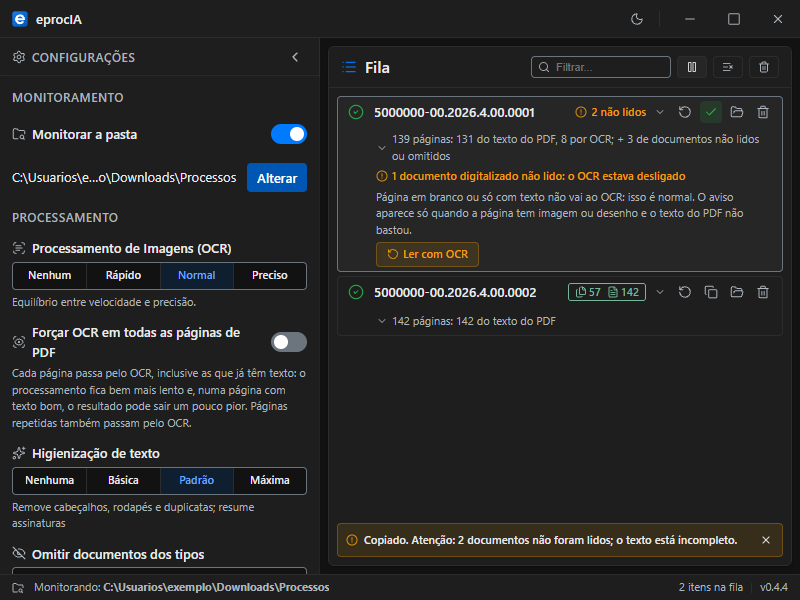 eprocIA
CONFIGURAÇÕES
MONITORAMENTO
Monitorar a pasta
C:\Usuarios\e...o\Downloads\Processos
Alterar
PROCESSAMENTO
Processamento de Imagens (OCR)
Nenhum Rápido Normal Preciso
Equilíbrio entre velocidade e precisão.
Forçar OCR em todas as páginas de
PDF
Cada página passa pelo OCR, inclusive as que já têm texto: o
processamento fica bem mais lento e, numa página com
texto bom, o resultado pode sair um pouco pior. Páginas
repetidas também passam pelo OCR.
Higienização de texto
Nenhuma Básica Padrão Máxima
Remove cabeçalhos, rodapés e duplicatas; resume
assinaturas
Omitir documentos dos tipos
Fila
Filtrar...
5000000-00.2026.4.00.0001
2 não lidos
139 páginas: 131 do texto do PDF, 8 por OCR; + 3 de documentos não lidos
ou omitidos
1 documento digitalizado não lido: o OCR estava desligado
Página em branco ou só com texto não vai ao OCR: isso é normal. O aviso
aparece só quando a página tem imagem ou desenho e o texto do PDF não
bastou.
Ler com OCR
5000000-00.2026.4.00.0002
57 142
142 páginas: 142 do texto do PDF
Copiado. Atenção: 2 documentos não foram lidos; o texto está incompleto.
Monitorando: C:\Usuarios\exemplo\Downloads\Processos
2 itens na fila
v0.4.4